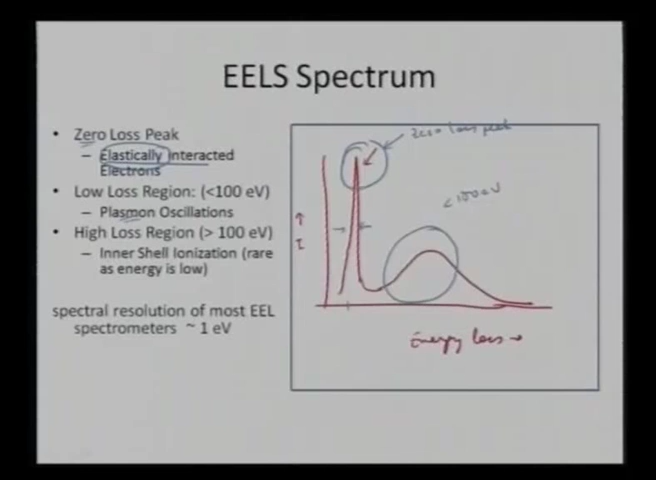 EELS Spectrum
• Zero Loss Peak
– Elastically Interacted
Electrons
• Low Loss Region: (<100 eV)
– Plasmon Oscillations
• High Loss Region (> 100 eV)
– Inner Shell Ionization (rare
as energy is low)
spectral resolution of most EEL
spectrometers ~ 1 eV
Zero loss peak
<100 eV
I
Energy loss →